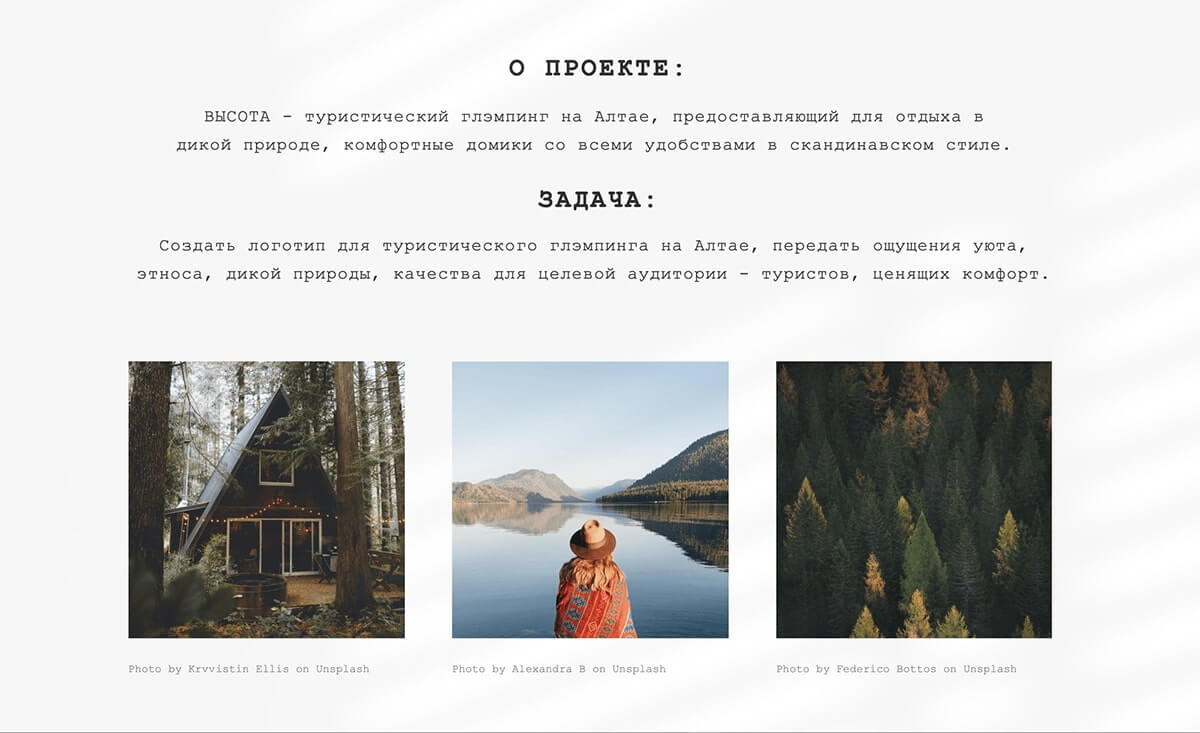 О ПРОЕКТЕ:
ВЫСОТА - туристический глэмпинг на Алтае, предоставляющий для отдыха в
дикой природе, комфортные домики со всеми удобствами в скандинавском стиле.
ЗАДАЧА:
Создать логотип для туристического глэмпинга на Алтае, передать ощущения уюта,
этноса, дикой природы, качества для целевой аудитории - туристов, ценящих комфорт.
Photo by Krvvistin Ellis on Unsplash
Photo by Alexandra B on Unsplash
Photo by Federico Bottos on Unsplash